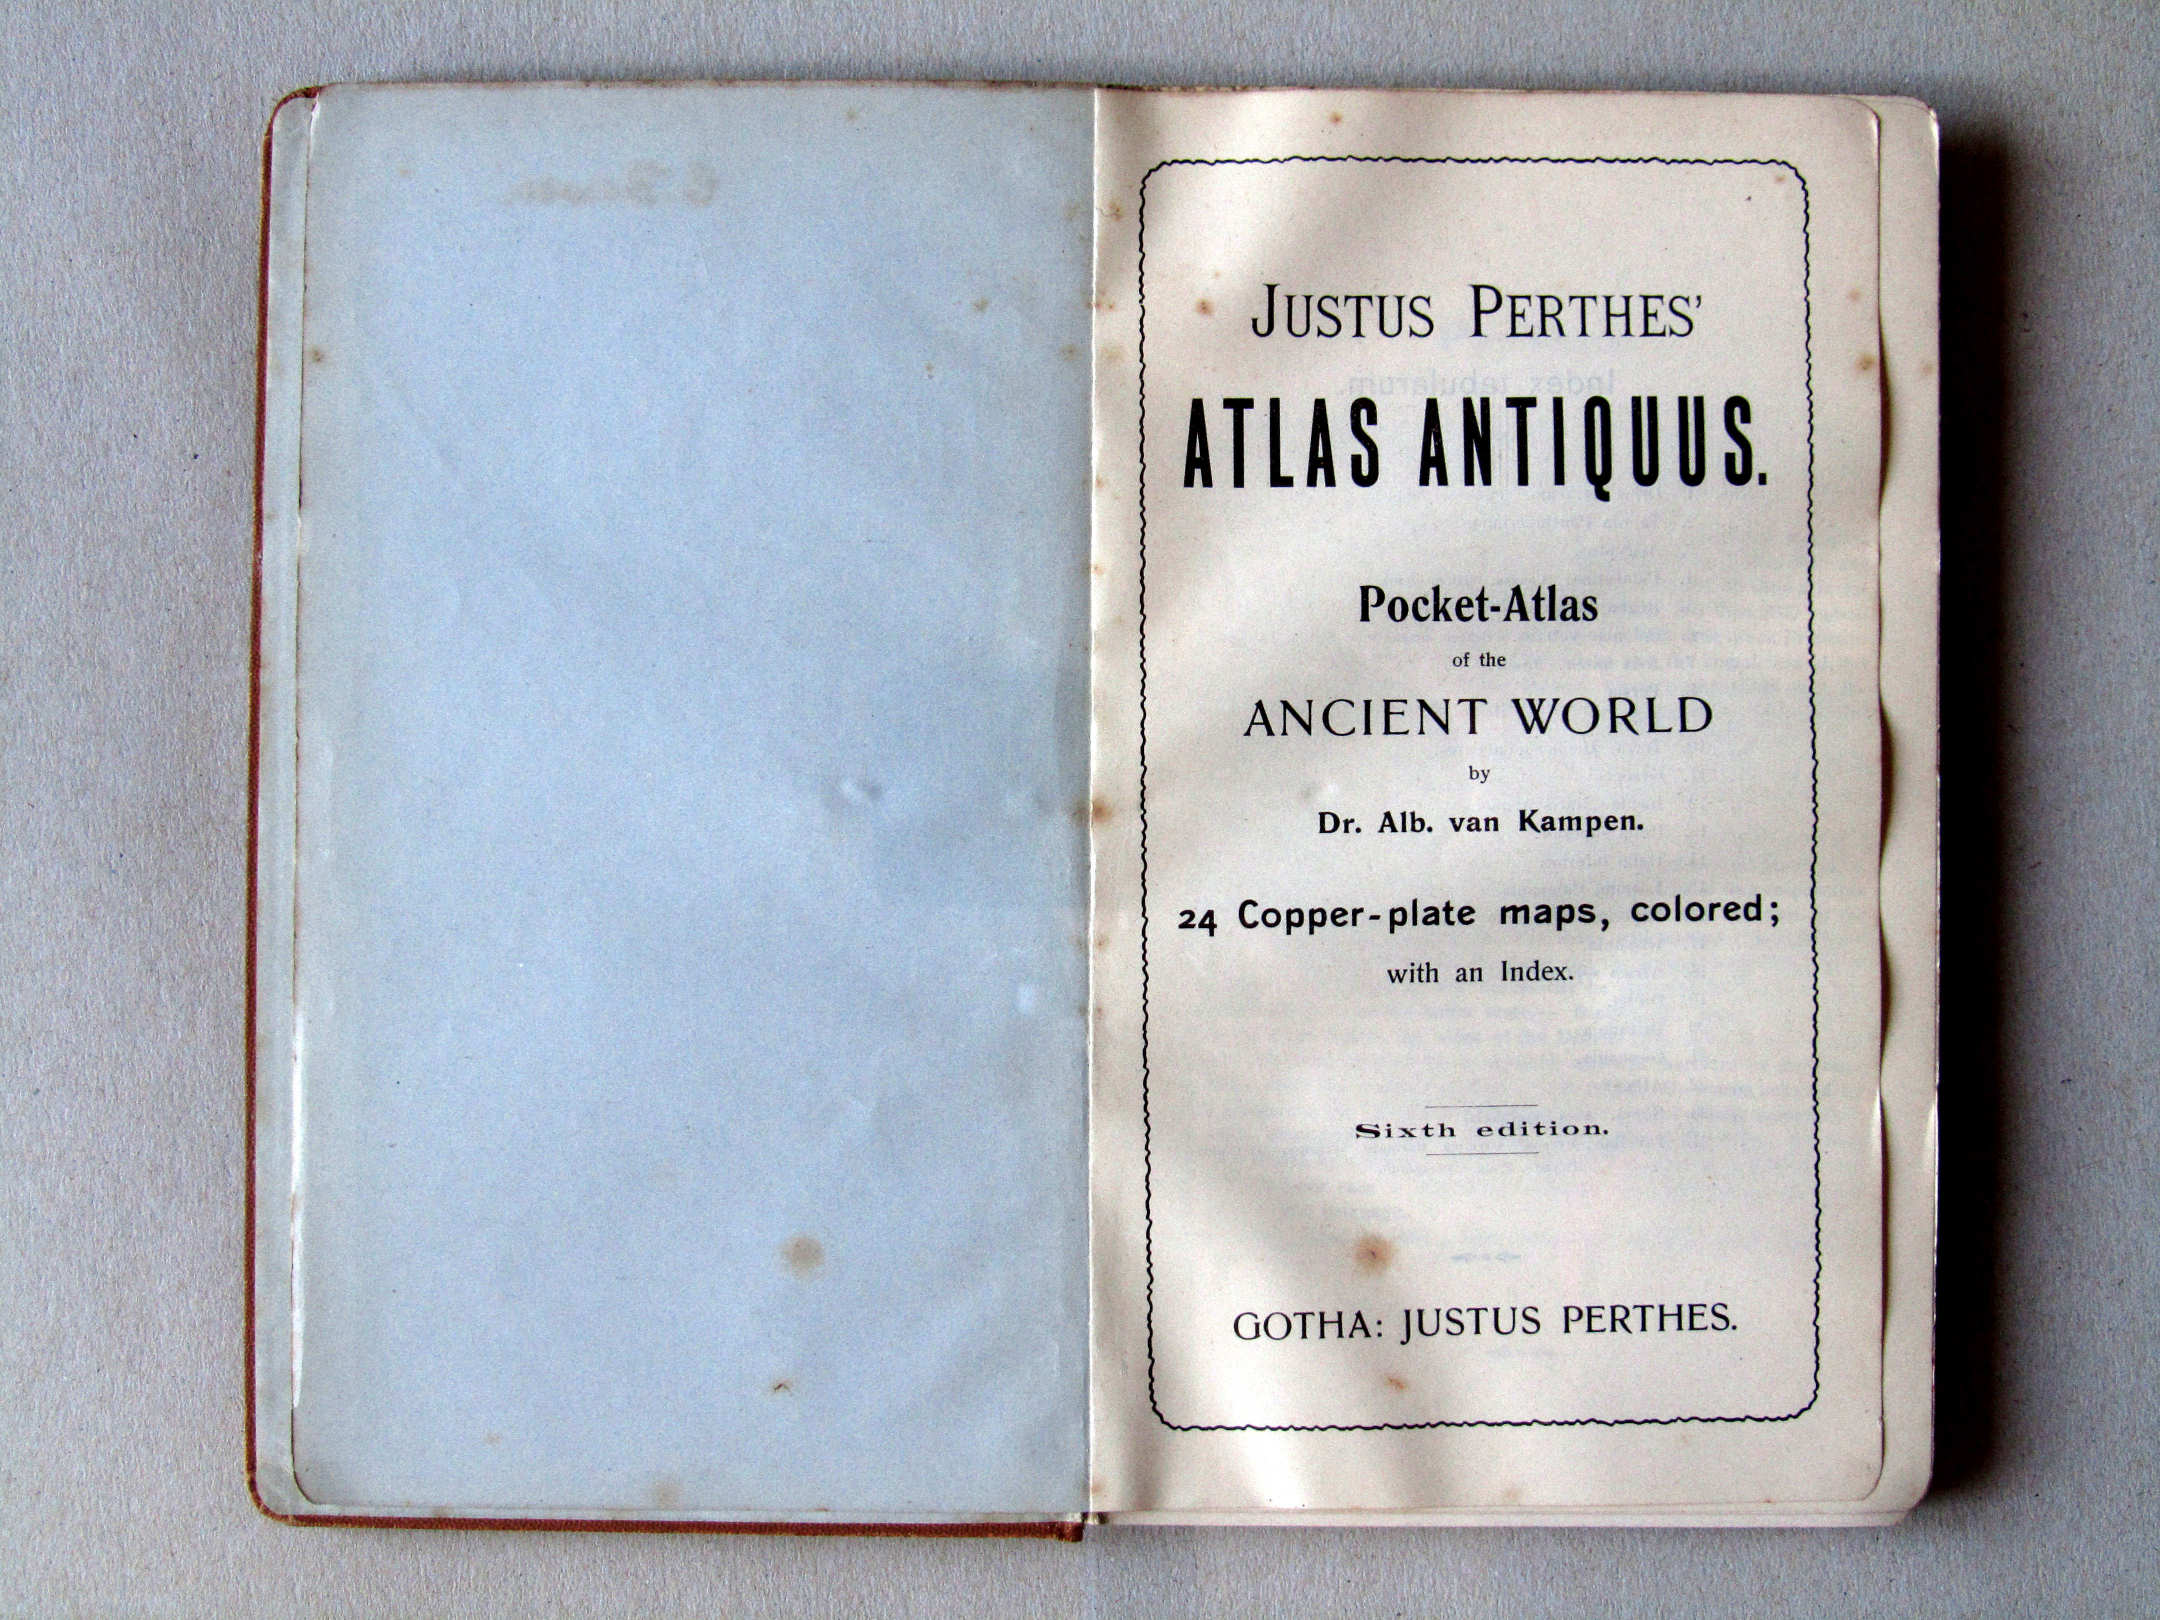 JUSTUS PERTHES'
ATLAS ANTIQUUS.
Pocket-Atlas
of the
ANCIENT WORLD
by
Dr. Alb. van Kampen.
24 Copper-plate maps, colored;
with an Index.
Sixth edition.
GOTHA: JUSTUS PERTHES.